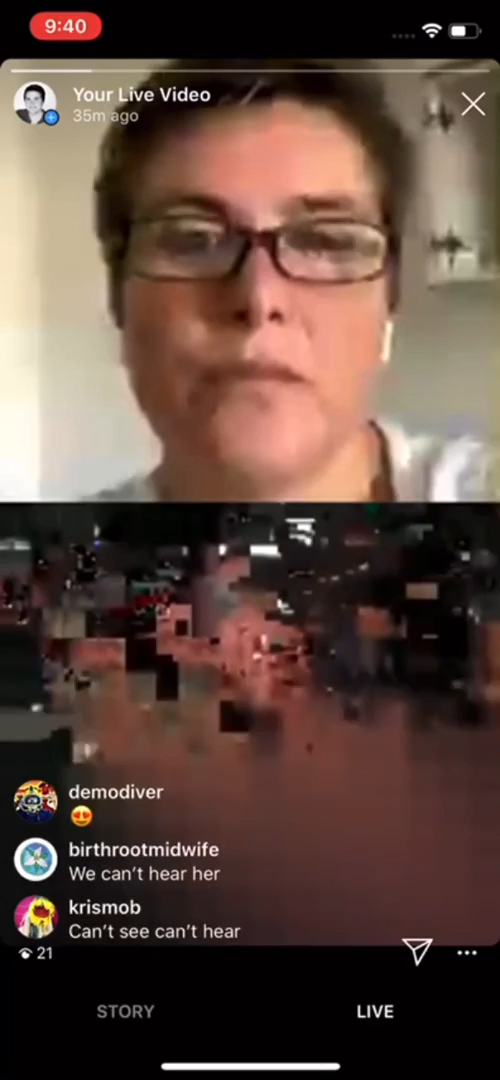 9:40
Your Live Video
35m ago
demodiver
😍
birthrootmidwife
We can't hear her
krismob
Can't see can't hear
21
STORY
LIVE